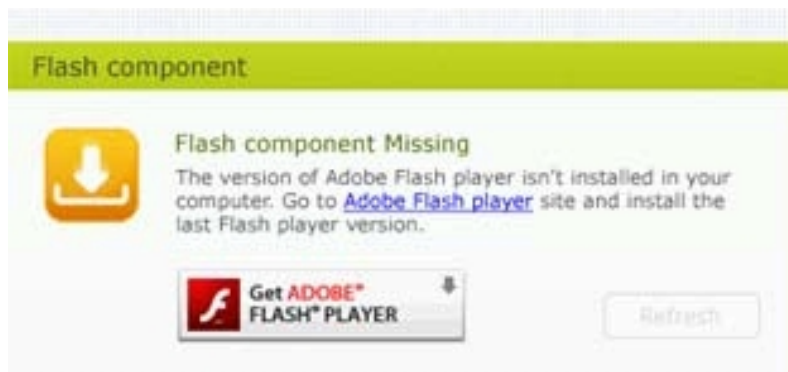 Flash component
Flash component Missing
The version of Adobe Flash player isn't installed in your
computer. Go to Adobe Flash player site and install the
last Flash player version.
Get ADOBE®
FLASH® PLAYER
Refresh